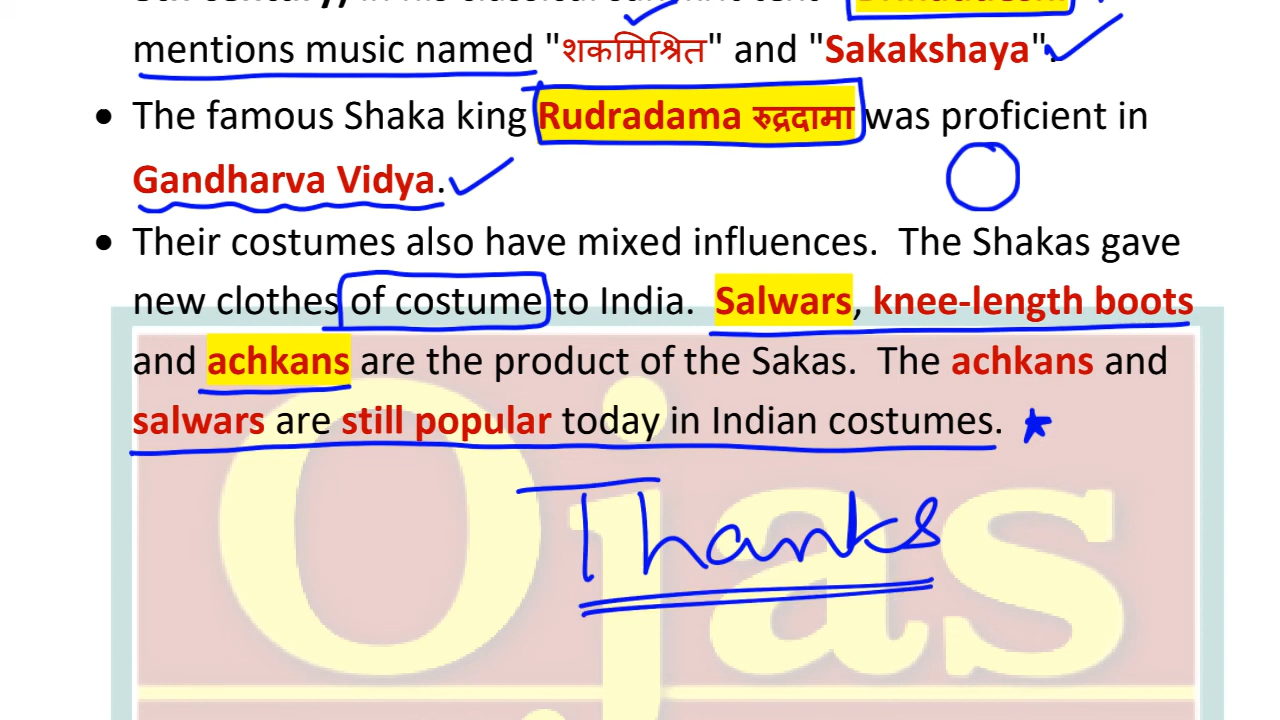 mentions music named "शकमिश्रित" and "Sakakshaya".
• The famous Shaka king Rudradama रुद्रदामा was proficient in
Gandharva Vidya.
• Their costumes also have mixed influences. The Shakas gave
new clothes of costume to India. Salwars, knee-length boots
and achkans are the product of the Sakas. The achkans and
salwars are still popular today in Indian costumes.
Thanks
Ojas